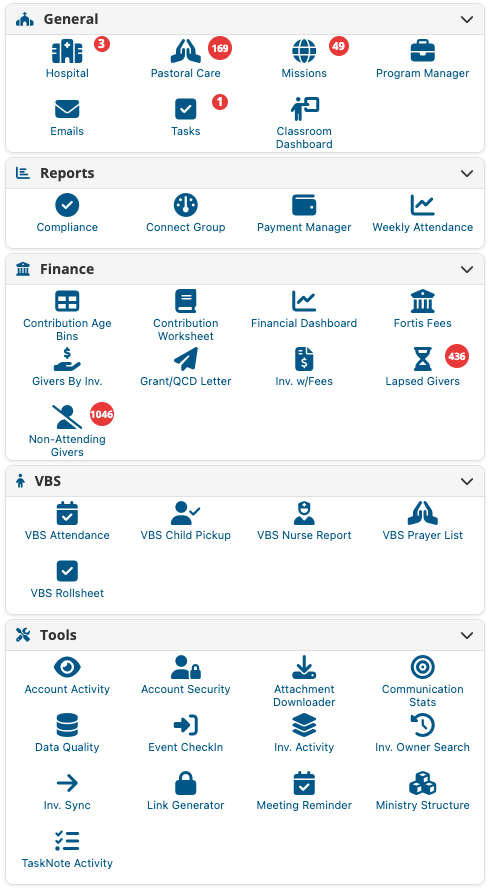 General
3
169
49
Hospital
Pastoral Care
Missions
Program Manager
1
Emails
Tasks
Classroom
Dashboard
Reports
Compliance
Connect Group
Payment Manager
Weekly Attendance
Finance
Contribution Age
Bins
Contribution
Worksheet
Financial Dashboard
Fortis Fees
436
Givers By Inv.
Grant/QCD Letter
Inv. w/Fees
Lapsed Givers
1046
Non-Attending
Givers
VBS
VBS Attendance
VBS Child Pickup
VBS Nurse Report
VBS Prayer List
VBS Rollsheet
Tools
Account Activity
Account Security
Attachment
Downloader
Communication
Stats
Data Quality
Event CheckIn
Inv. Activity
Inv. Owner Search
Inv. Sync
Link Generator
Meeting Reminder
Ministry Structure
TaskNote Activity